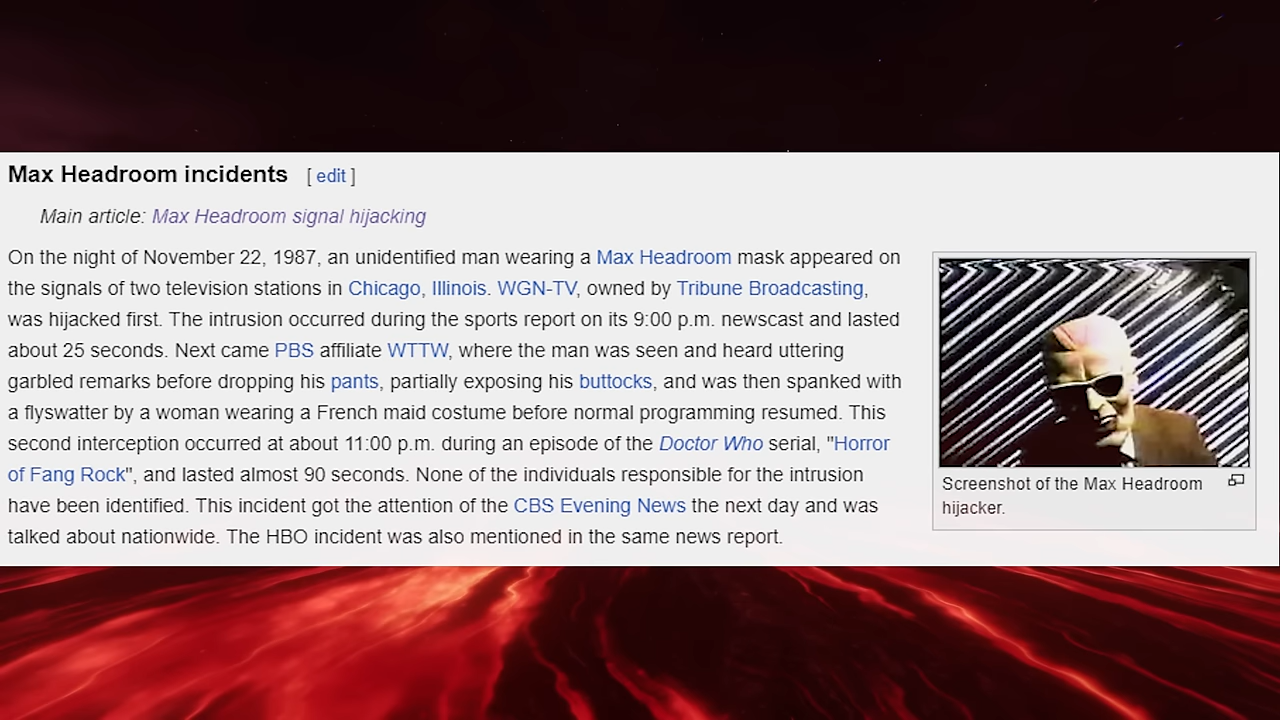 Max Headroom incidents [ edit ]
Main article: Max Headroom signal hijacking
On the night of November 22, 1987, an unidentified man wearing a Max Headroom mask appeared on
the signals of two television stations in Chicago, Illinois. WGN-TV, owned by Tribune Broadcasting,
was hijacked first. The intrusion occurred during the sports report on its 9:00 p.m. newscast and lasted
about 25 seconds. Next came PBS affiliate WTTW, where the man was seen and heard uttering
garbled remarks before dropping his pants, partially exposing his buttocks, and was then spanked with
a flyswatter by a woman wearing a French maid costume before normal programming resumed. This
second interception occurred at about 11:00 p.m. during an episode of the Doctor Who serial, "Horror
of Fang Rock", and lasted almost 90 seconds. None of the individuals responsible for the intrusion
have been identified. This incident got the attention of the CBS Evening News the next day and was
talked about nationwide. The HBO incident was also mentioned in the same news report.
Screenshot of the Max Headroom
hijacker.